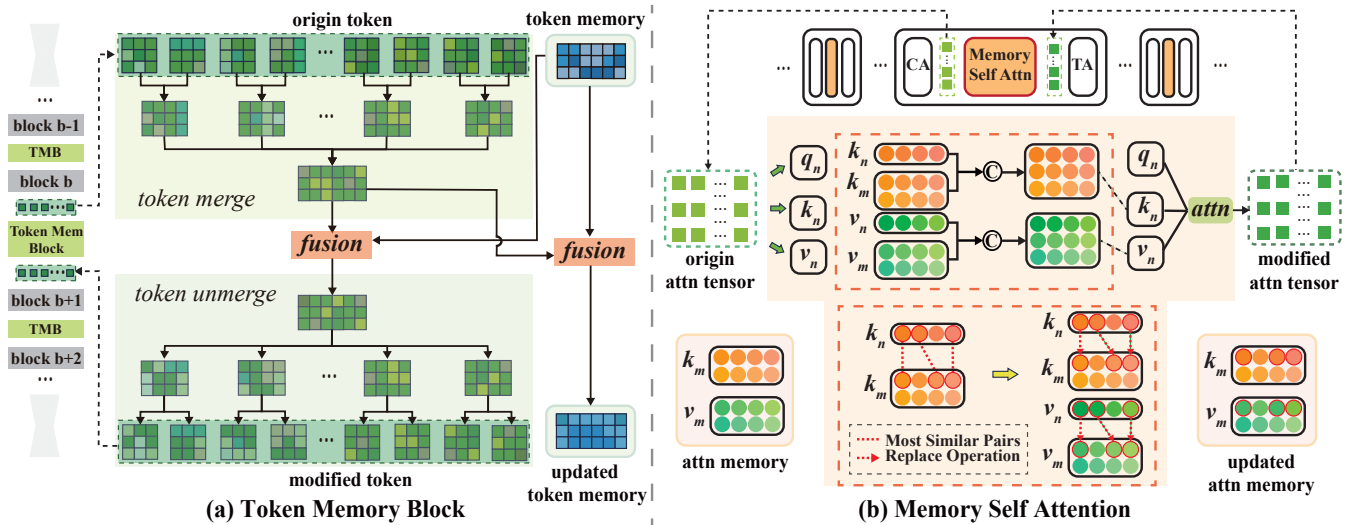 origin token
token memory
...
...
block b-1
TMB
block b
Token Mem
Block
block b+1
TMB
block b+2
...
...
token merge
fusion
fusion
token unmerge
...
...
modified token
updated
token memory
(a) Token Memory Block
...
...
CA
Memory
Self Attn
TA
...
...
origin
attn tensor
q_n
k_n
v_n
k_n
k_m
v_n
v_m
C
C
q_n
k_n
v_n
attn
modified
attn tensor
k_m
v_m
attn memory
k_n
k_m
k_n
k_m
v_n
v_m
Most Similar Pairs
Replace Operation
k_m
v_m
updated
attn memory
(b) Memory Self Attention